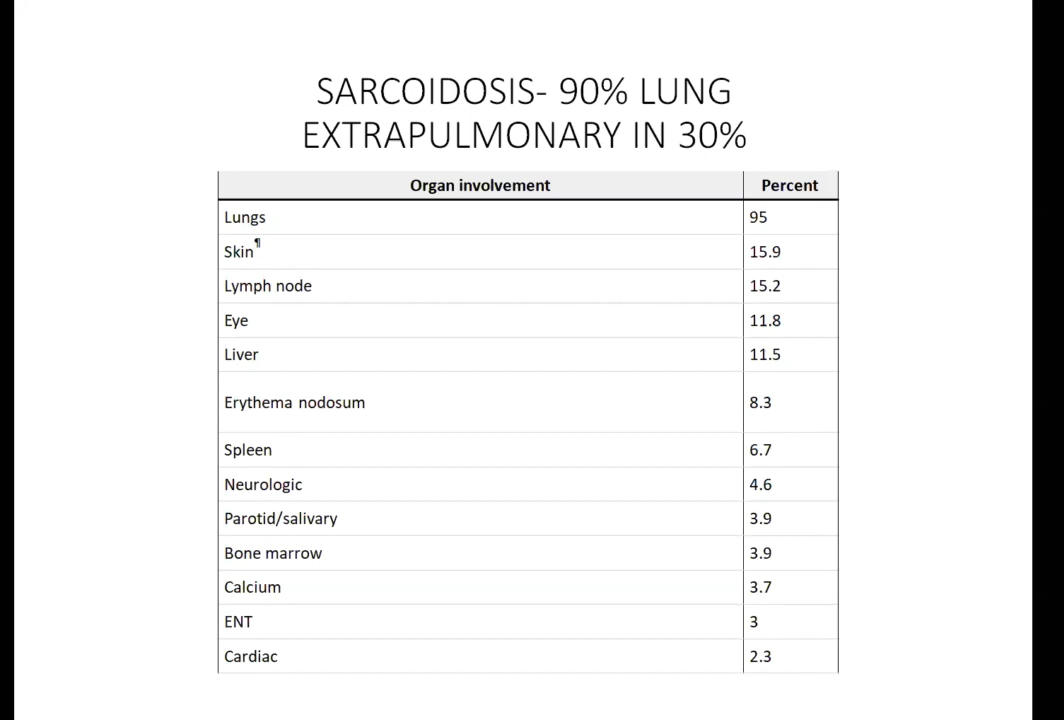 SARCOIDOSIS- 90% LUNG
EXTRAPULMONARY IN 30%
Organ involvement Percent
Lungs 95
Skin¶ 15.9
Lymph node 15.2
Eye 11.8
Liver 11.5
Erythema nodosum 8.3
Spleen 6.7
Neurologic 4.6
Parotid/salivary 3.9
Bone marrow 3.9
Calcium 3.7
ENT 3
Cardiac 2.3